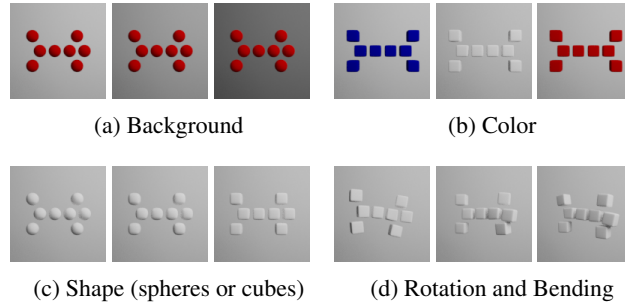 (a) Background
(b) Color
(c) Shape (spheres or cubes)
(d) Rotation and Bending